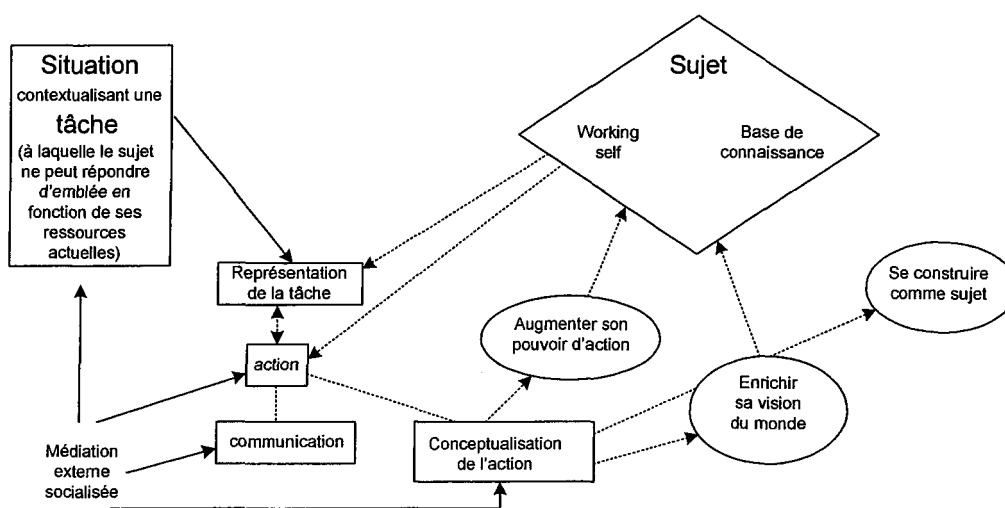 Situation
contextualisant une
tâche
(à laquelle le sujet
ne peut répondre
d'emblée en
fonction de ses
ressources
actuelles)
Sujet
Working
self
Base de
connaissance
Représentation
de la tâche
Se construire
comme sujet
Augmenter son
pouvoir d'action
action
Enrichir
sa vision
du monde
communication
Conceptualisation
de l'action
Médiation
externe
socialisée